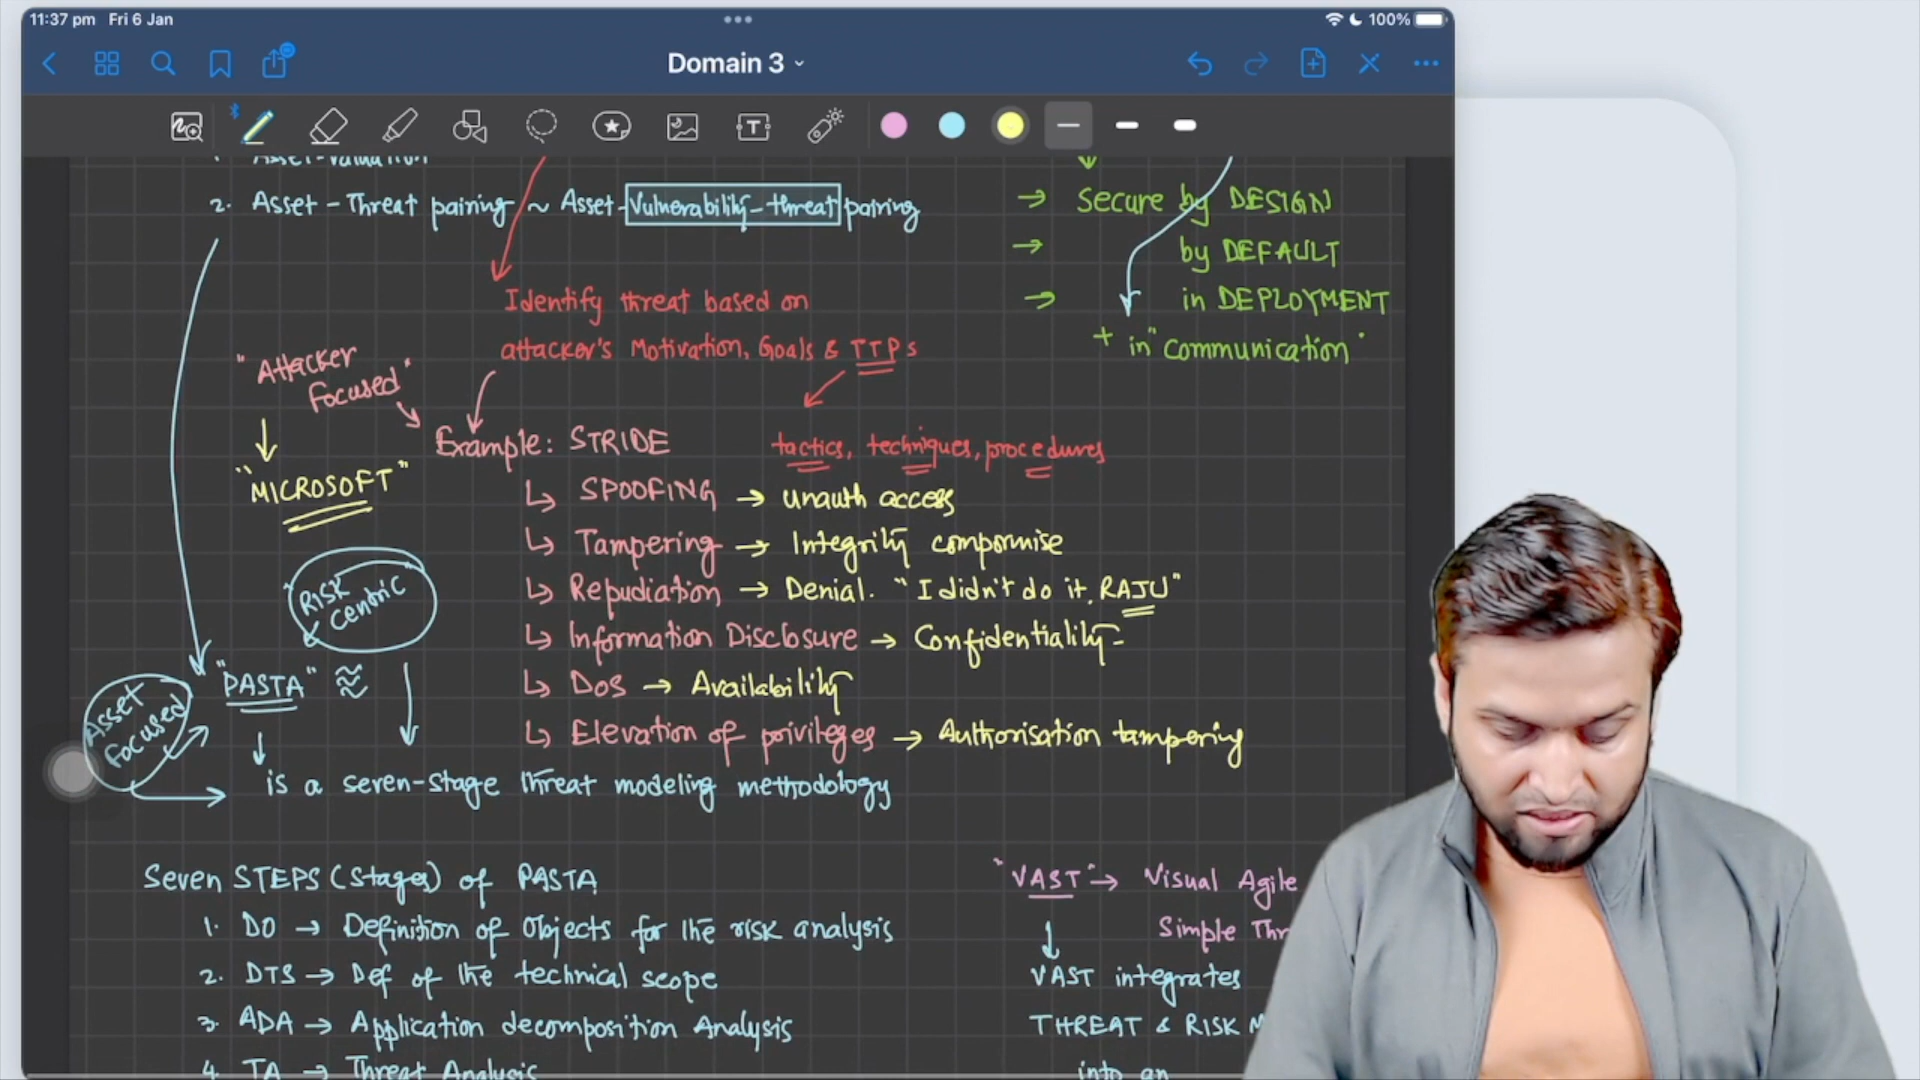 11:37 pm Fri 6 Jan
100%
Domain 3
2. Asset - Threat pairing ~ Asset - Vulnerability - threat pairing
→ Secure by DESIGN
→ by DEFAULT
→ in DEPLOYMENT
+ in "Communication"
Identify threat based on
attacker's Motivation, Goals & TTPs
"Attacker
Focused"
Example: STRIDE
tactics, techniques, procedures
"MICROSOFT"
↳ SPOOFING → unauth access
↳ Tampering → Integrity compormise
↳ Repudiation → Denial. "I didn't do it, RAJU"
↳ Information Disclosure → Confidentiality-
↳ DoS → Availability
↳ Elevation of privileges → Authorisation tampering
RISK
Centric
"PASTA" ≈
Asset
Focused
is a seven-stage threat modeling methodology
Seven STEPS (Stages) of PASTA
1. DO → Definition of Objects for the risk analysis
2. DTS → Def of the technical scope
3. ADA → Application decomposition Analysis
4. TA → Threat Analysis
"VAST" → Visual Agile
Simple
VAST integrates
THREAT & RISK
into an